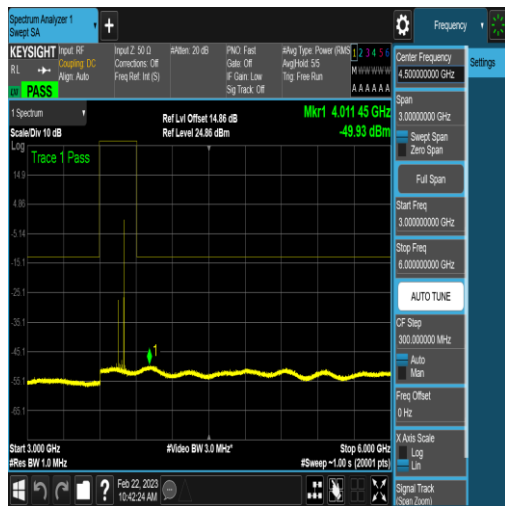 Spectrum Analyzer 1
Swept SA
Frequency
KEYSIGHT Input: RF Input Z: 50 Ω #Atten: 20 dB PNO: Fast #Avg Type: Power (RMS 1 2 3 4 5 6
RL Coupling: DC Corrections: Off Gate: Off Avg|Hold: 5/5 M W W W W W
Align: Auto Freq Ref: Int (S) IF Gain: Low Trig: Free Run
Sig Track: Off A A A A A A
PASS
1 Spectrum Ref Lvl Offset 14.86 dB Mkr1 4.011 45 GHz
Scale/Div 10 dB Ref Level 24.86 dBm -49.93 dBm
Log
Trace 1 Pass
14.9
4.86
-5.14
-15.1
-25.1
-35.1
-45.1
1
-55.1
-65.1
Start 3.000 GHz #Video BW 3.0 MHz* Stop 6.000 GHz
#Res BW 1.0 MHz #Sweep ~1.00 s (20001 pts)
? Feb 22, 2023
10:42:24 AM
Center Frequency
4.500000000 GHz
Settings
Span
3.00000000 GHz
Swept Span
Zero Span
Full Span
Start Freq
3.000000000 GHz
Stop Freq
6.000000000 GHz
AUTO TUNE
CF Step
300.000000 MHz
Auto
Man
Freq Offset
0 Hz
X Axis Scale
Log
Lin
Signal Track
(Span Zoom)